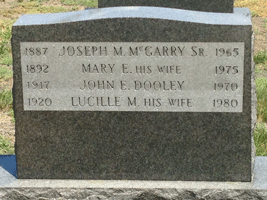 1887 JOSEPH M. McGARRY SR. 1965
1892 MARY E. HIS WIFE 1975
1917 JOHN E. DOOLEY 1970
1920 LUCILLE M. HIS WIFE 1980